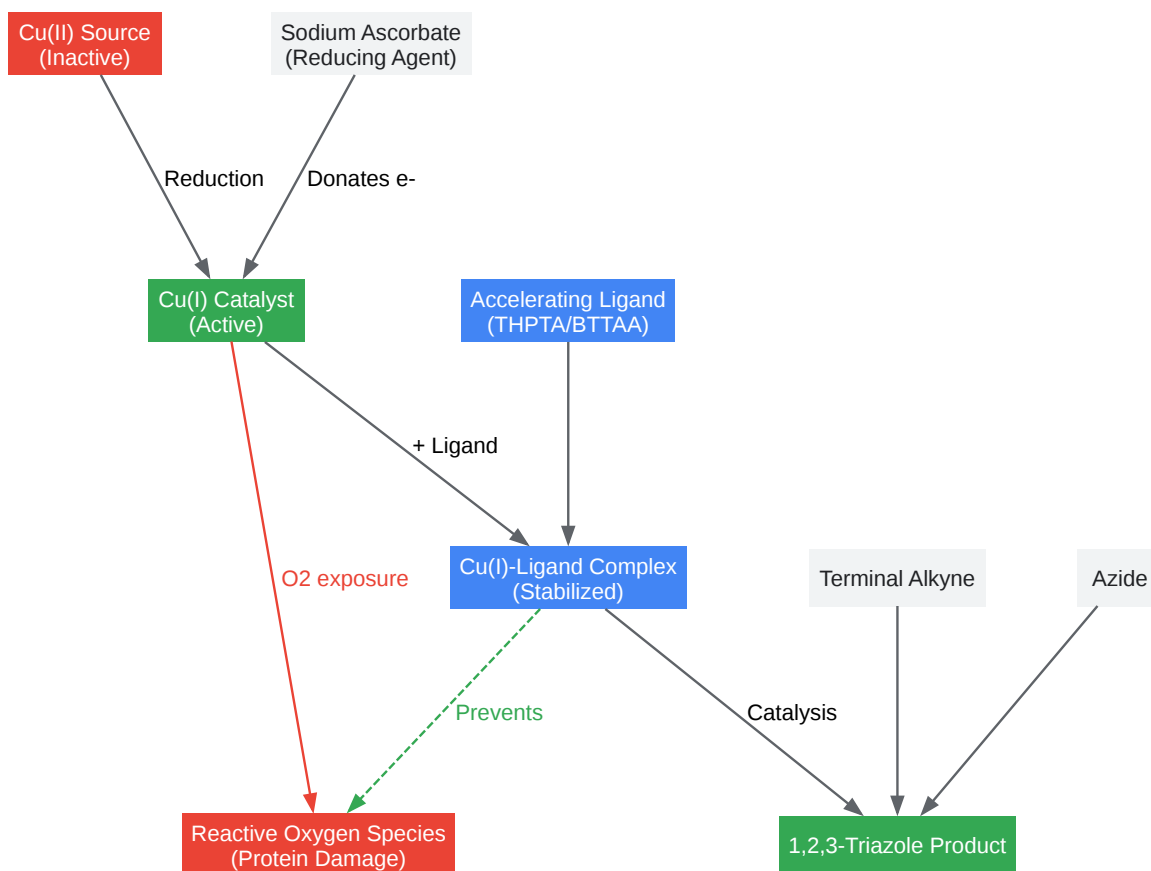 Cu(II) Source
(Inactive)
Sodium Ascorbate
(Reducing Agent)
Reduction
Donates e-
Cu(I) Catalyst
(Active)
Accelerating Ligand
(THPTA/BTTAA)
+ Ligand
O2 exposure
Cu(I)-Ligand Complex
(Stabilized)
Terminal Alkyne
Azide
Prevents
Catalysis
Reactive Oxygen Species
(Protein Damage)
1,2,3-Triazole Product